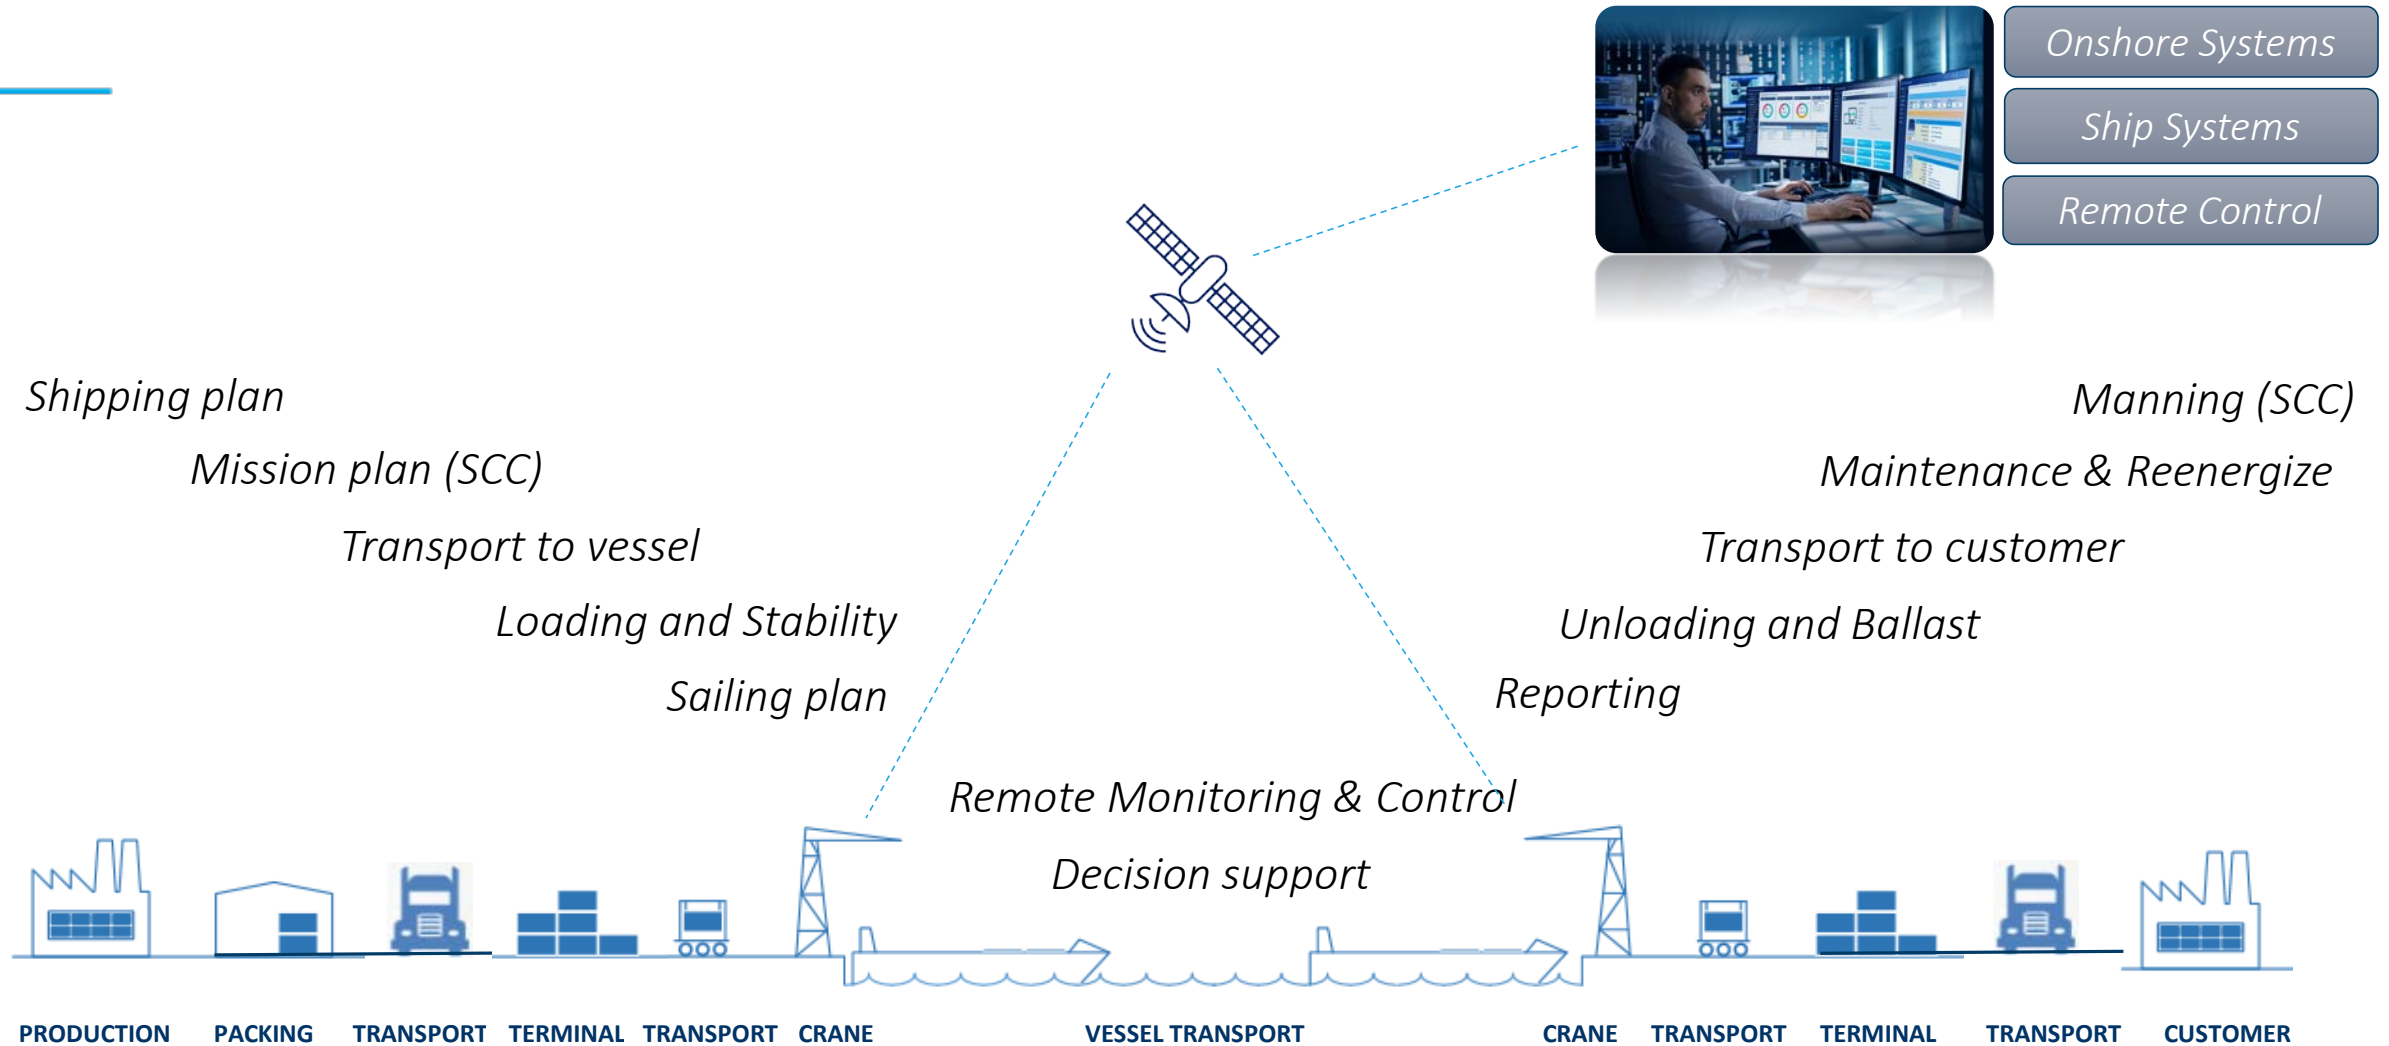 Onshore Systems
Ship Systems
Remote Control
Shipping plan
Mission plan (SCC)
Transport to vessel
Loading and Stability
Sailing plan
Manning (SCC)
Maintenance & Reenergize
Transport to customer
Unloading and Ballast
Reporting
Remote Monitoring & Control
Decision support
PRODUCTION PACKING TRANSPORT TERMINAL TRANSPORT CRANE VESSEL TRANSPORT CRANE TRANSPORT TERMINAL TRANSPORT CUSTOMER